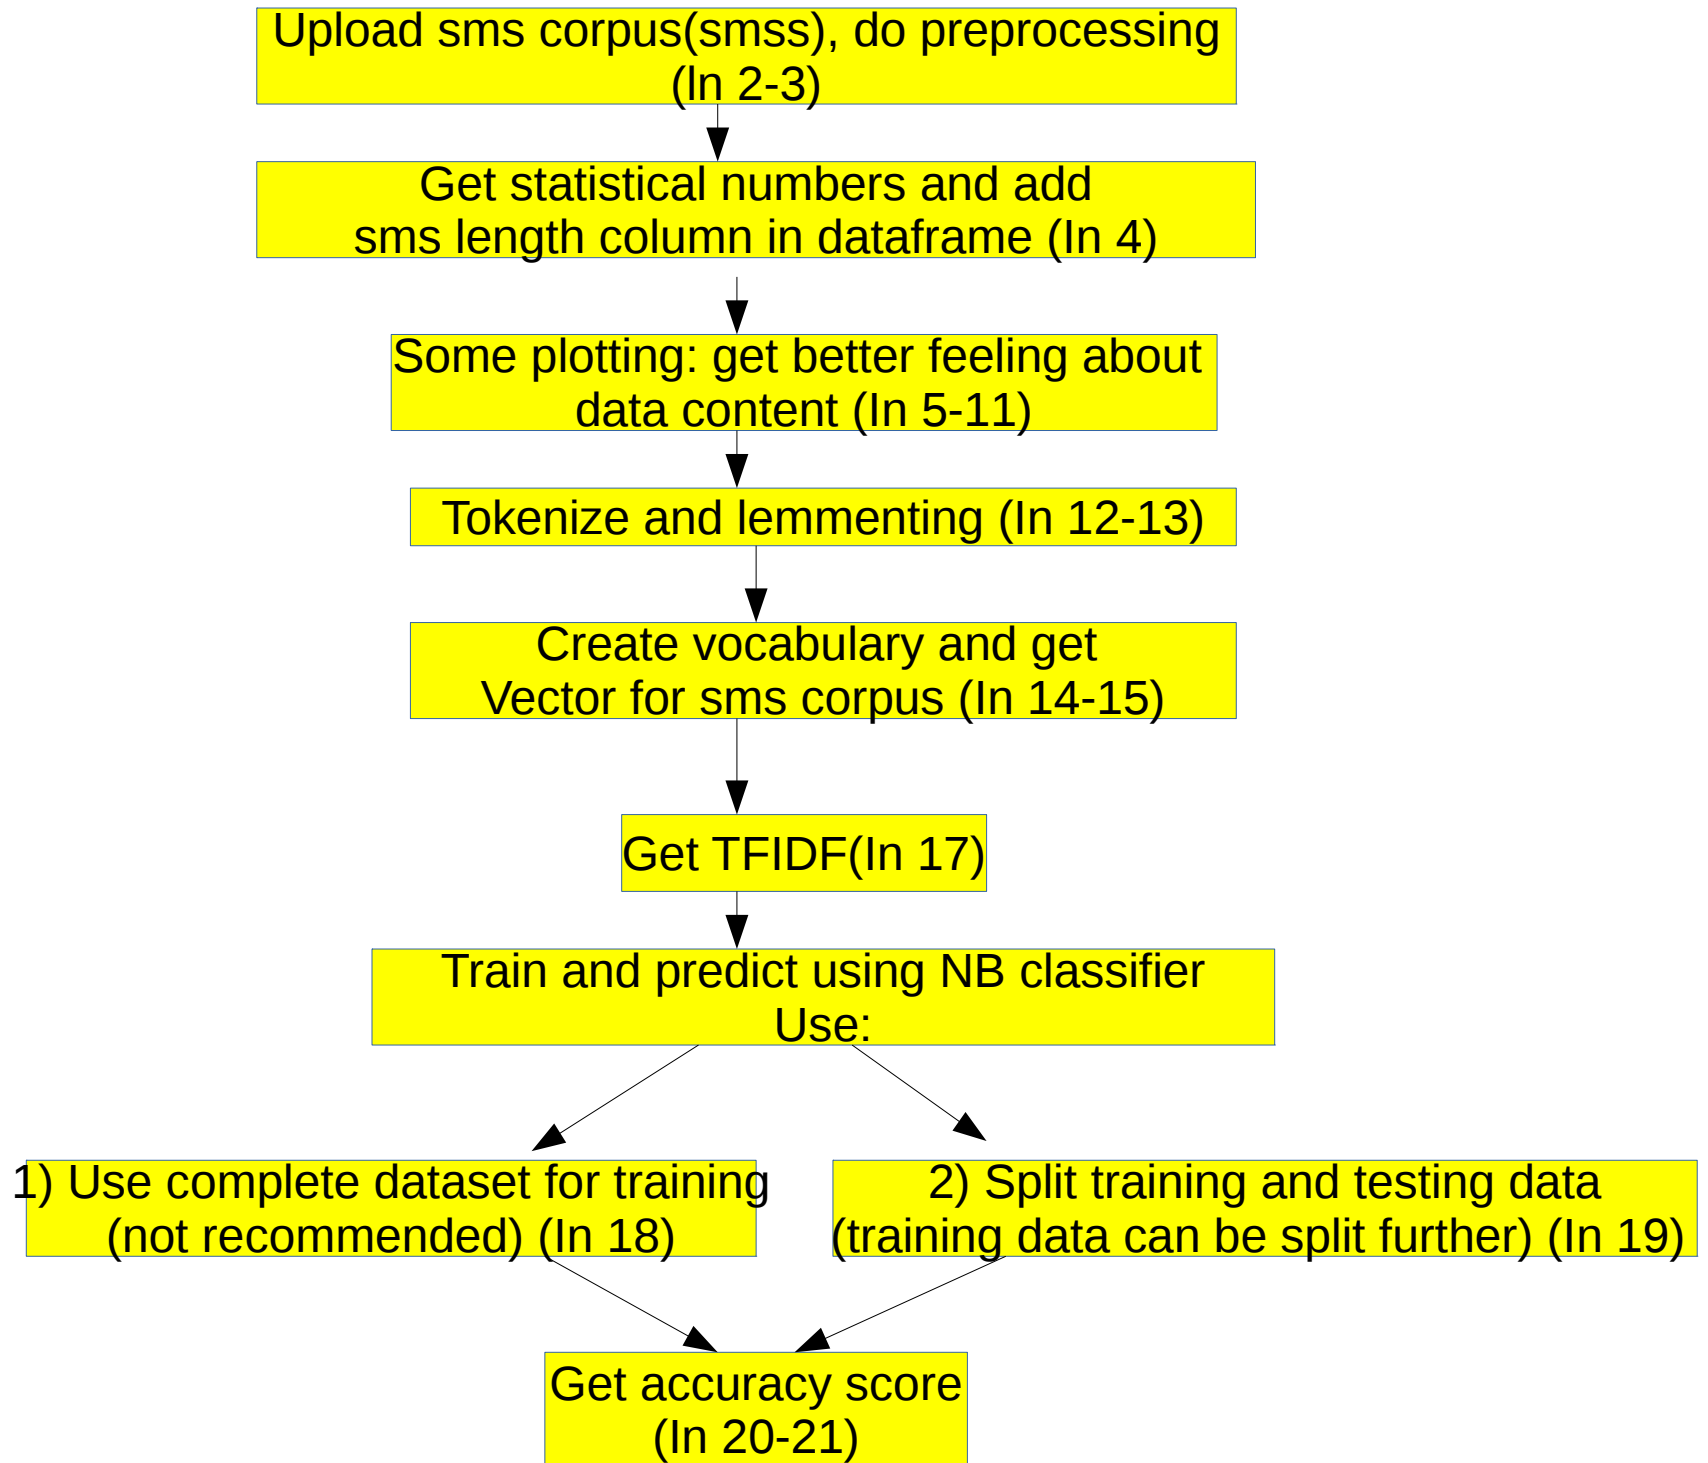 Upload sms corpus(smss), do preprocessing
(ln 2-3)
Get statistical numbers and add
sms length column in dataframe (In 4)
Some plotting: get better feeling about
data content (In 5-11)
Tokenize and lemmenting (In 12-13)
Create vocabulary and get
Vector for sms corpus (In 14-15)
Get TFIDF(In 17)
Train and predict using NB classifier
Use:
1) Use complete dataset for training
(not recommended) (In 18)
2) Split training and testing data
(training data can be split further) (In 19)
Get accuracy score
(In 20-21)